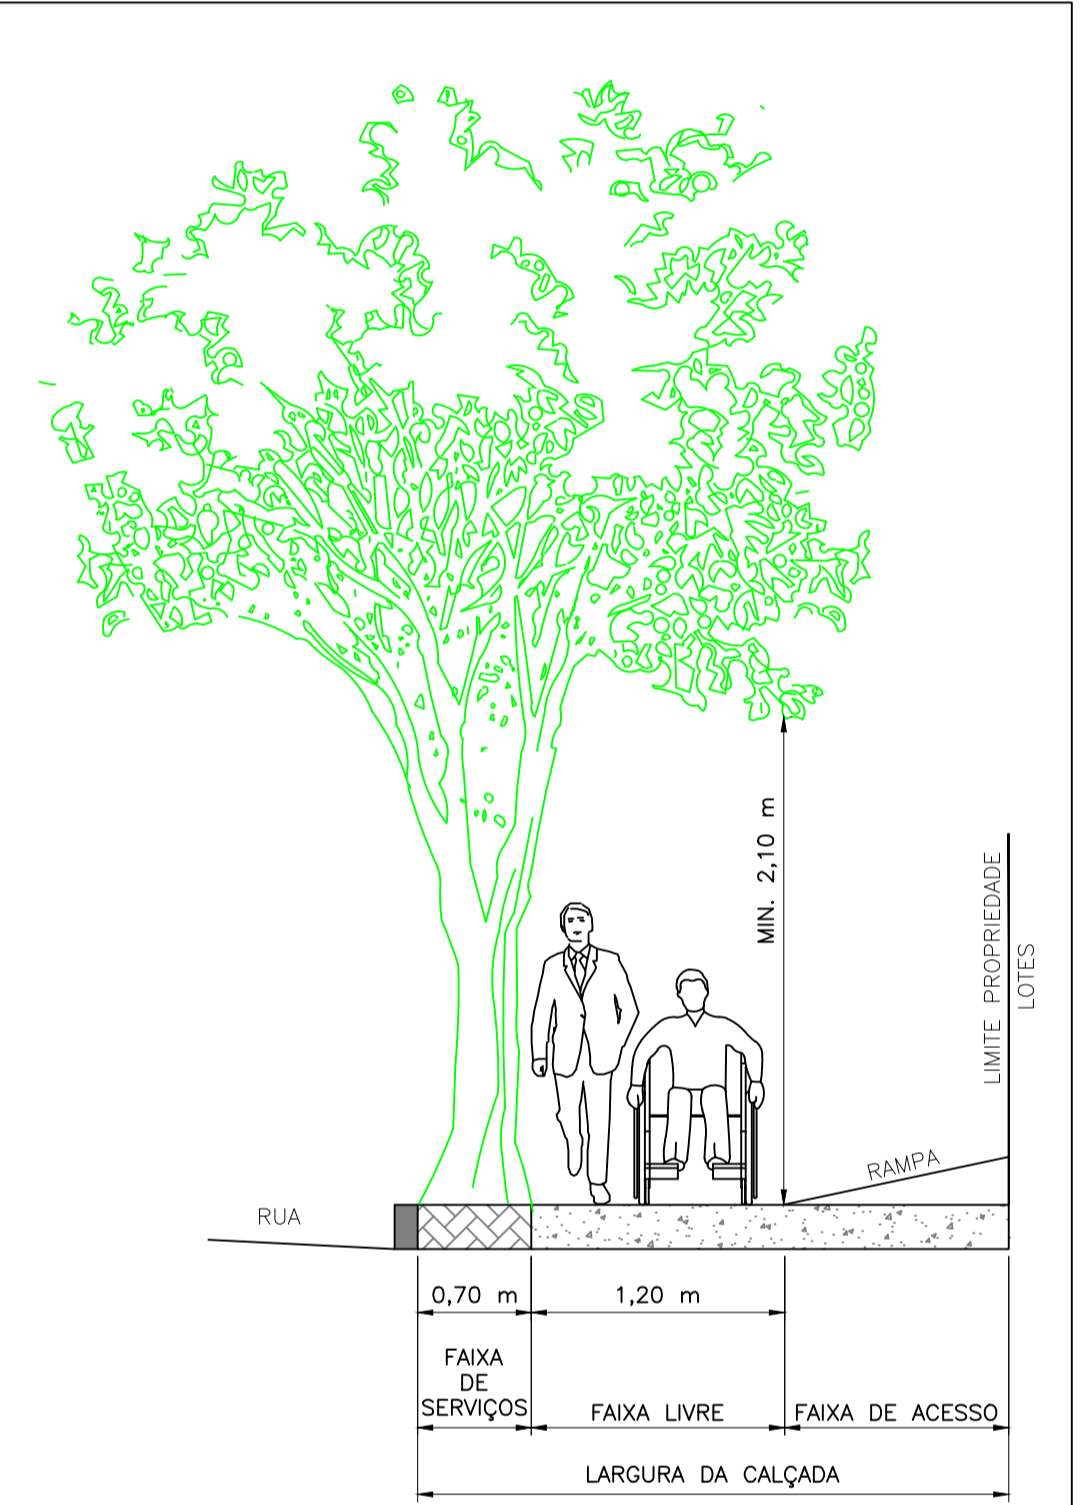 MIN. 2,10 m
LIMITE PROPRIEDADE
LOTES
RAMPA
RUA
0,70 m
1,20 m
FAIXA
DE
SERVIÇOS
FAIXA LIVRE
FAIXA DE ACESSO
LARGURA DA CALÇADA